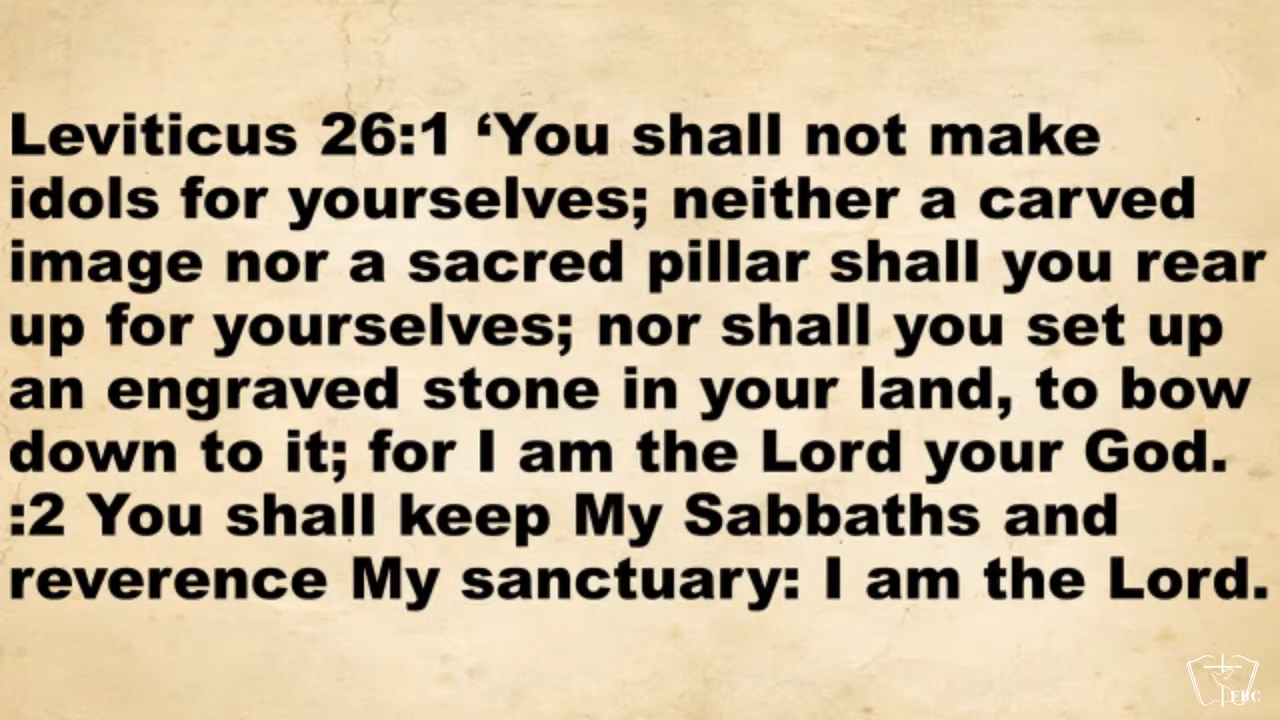 Leviticus 26:1 ‘You shall not make
idols for yourselves; neither a carved
image nor a sacred pillar shall you rear
up for yourselves; nor shall you set up
an engraved stone in your land, to bow
down to it; for I am the Lord your God.
:2 You shall keep My Sabbaths and
reverence My sanctuary: I am the Lord.